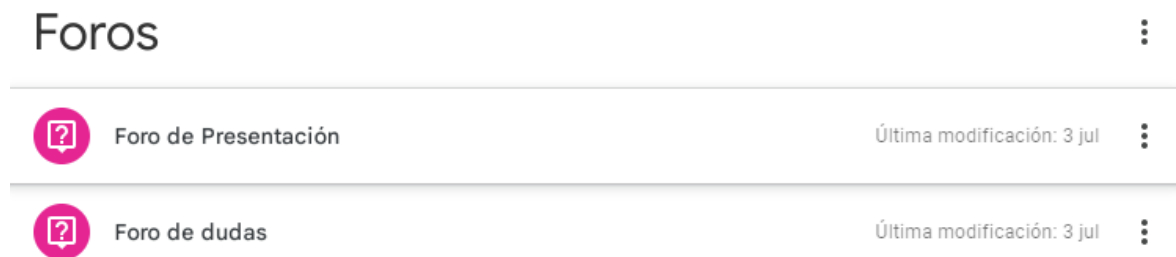 Foros
Foro de Presentación Última modificación: 3 jul
Foro de dudas Última modificación: 3 jul